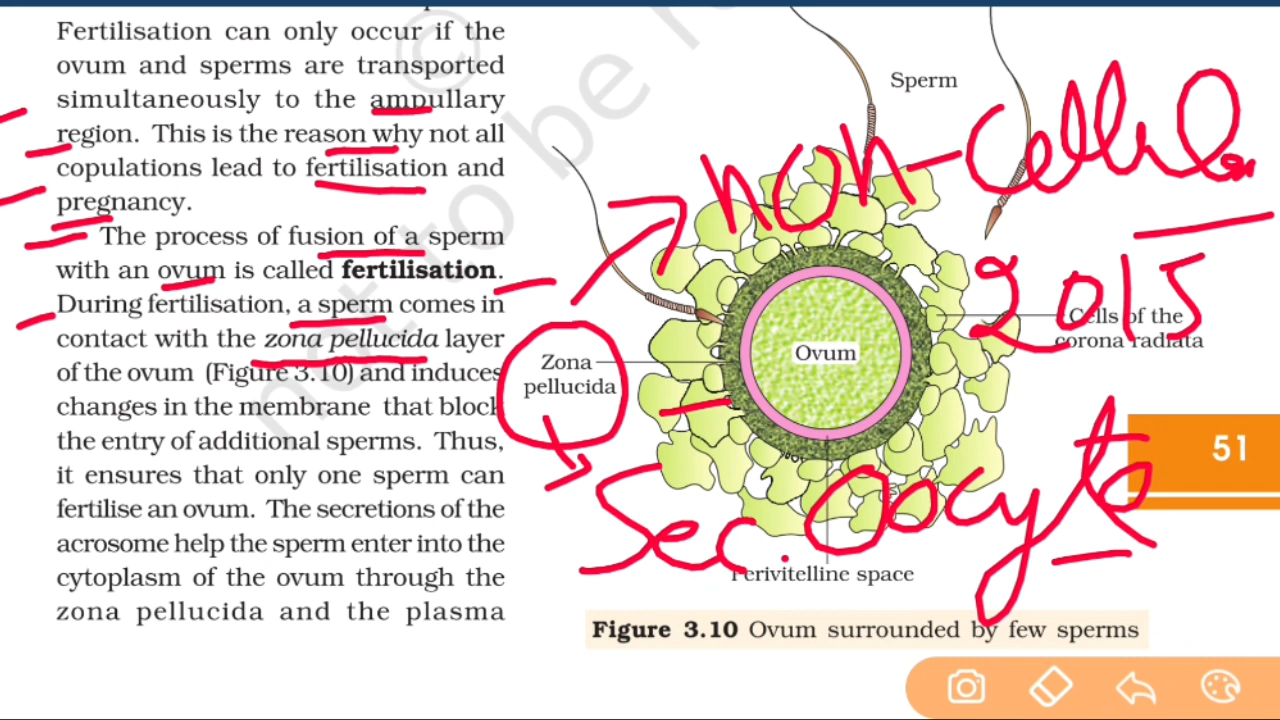 Fertilisation can only occur if the
ovum and sperms are transported
simultaneously to the ampullary
region. This is the reason why not all
copulations lead to fertilisation and
pregnancy.
The process of fusion of a sperm
with an ovum is called fertilisation.
During fertilisation, a sperm comes in
contact with the zona pellucida layer
of the ovum (Figure 3.10) and induces
changes in the membrane that block
the entry of additional sperms. Thus,
it ensures that only one sperm can
fertilise an ovum. The secretions of the
acrosome help the sperm enter into the
cytoplasm of the ovum through the
zona pellucida and the plasma
Sperm
non-cellular
2015
Cells of the
corona radiata
Zona
pellucida
Ovum
Sec. Oocyte
Perivitelline space
Figure 3.10 Ovum surrounded by few sperms
51
© not to be r